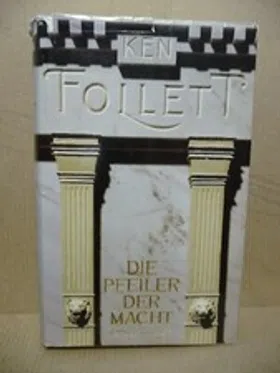 KEN
FOLLETT
DIE
PFEILER
DER
MACHT